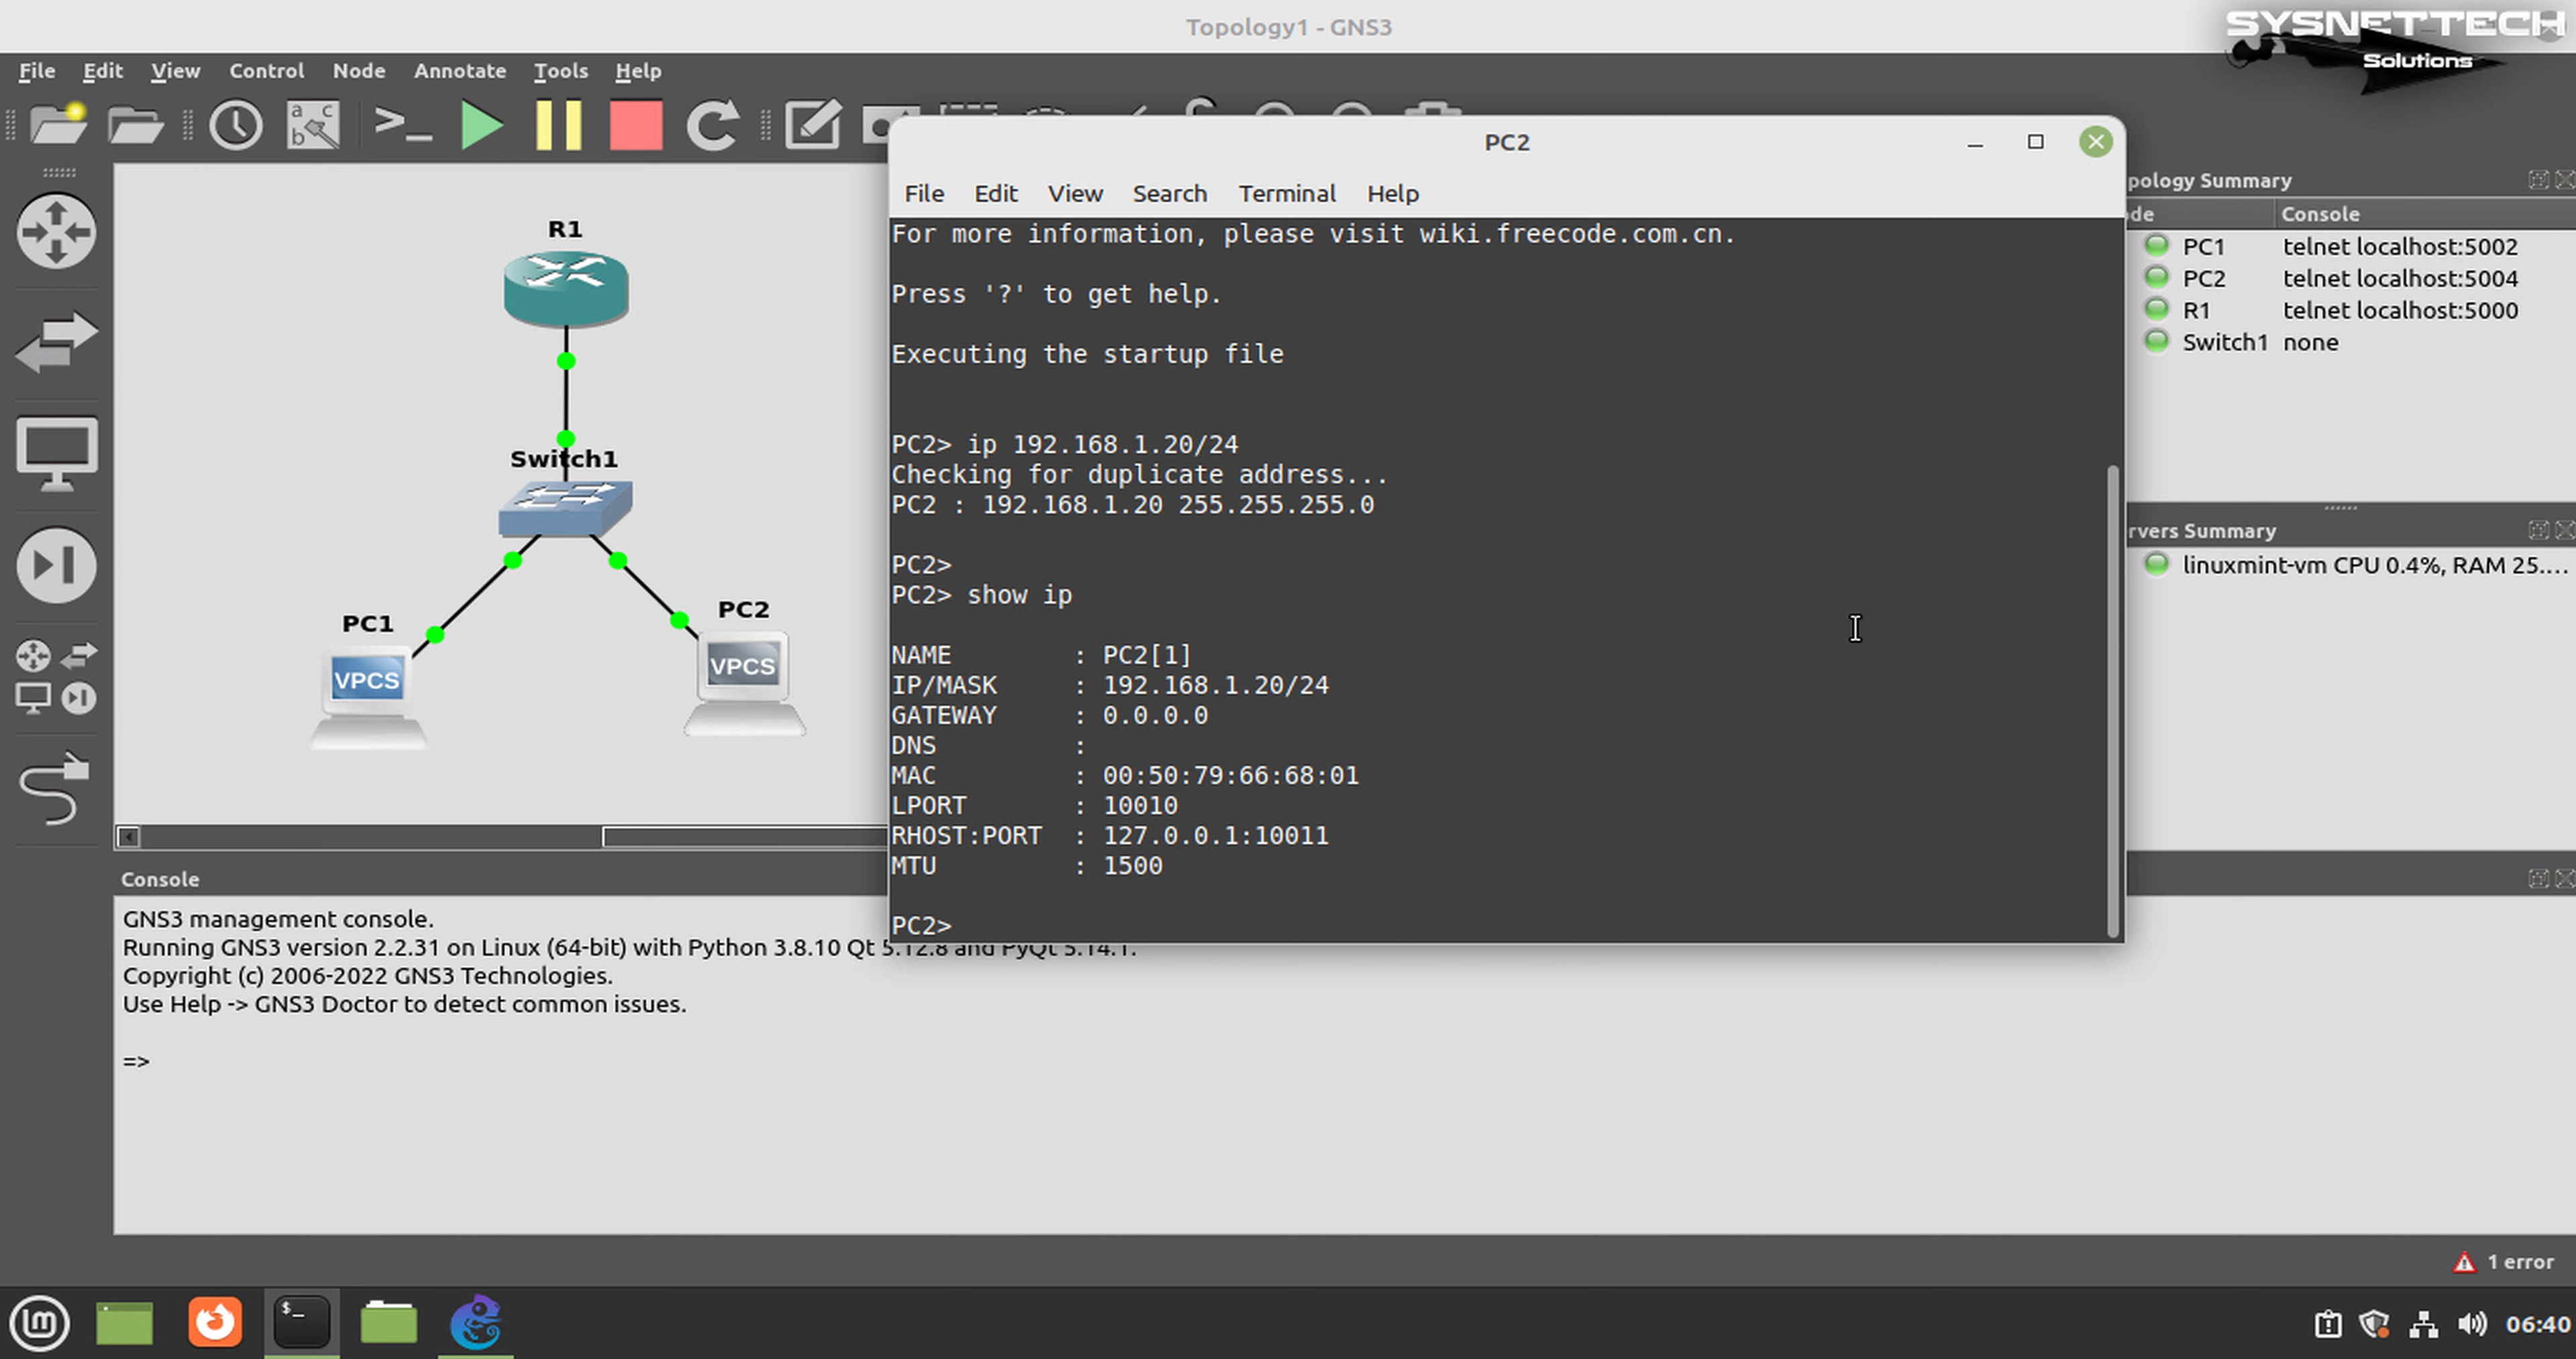 Topology1 - GNS3
SYSNETTECH
Solutions
File Edit View Control Node Annotate Tools Help
a c
b
>_
R1
Switch1
PC1
VPCS
PC2
VPCS
PC2
File Edit View Search Terminal Help
For more information, please visit wiki.freecode.com.cn.
Press '?' to get help.
Executing the startup file
PC2> ip 192.168.1.20/24
Checking for duplicate address...
PC2 : 192.168.1.20 255.255.255.0
PC2>
PC2> show ip
NAME : PC2[1]
IP/MASK : 192.168.1.20/24
GATEWAY : 0.0.0.0
DNS :
MAC : 00:50:79:66:68:01
LPORT : 10010
RHOST:PORT : 127.0.0.1:10011
MTU : 1500
PC2>
pology Summary
de Console
PC1 telnet localhost:5002
PC2 telnet localhost:5004
R1 telnet localhost:5000
Switch1 none
rvers Summary
linuxmint-vm CPU 0.4%, RAM 25....
Console
GNS3 management console.
Running GNS3 version 2.2.31 on Linux (64-bit) with Python 3.8.10 Qt 5.12.8 and PyQt 5.14.1.
Copyright (c) 2006-2022 GNS3 Technologies.
Use Help -> GNS3 Doctor to detect common issues.
=>
1 error
$_
06:40